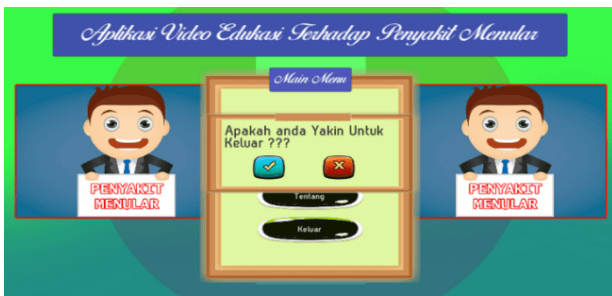 Aplikasi Video Edukasi Terhadap Penyakit Menular
Main Menu
Apakah anda Yakin Untuk
Keluar ???
PENYAKIT
MENULAR
PENYAKIT
MENULAR
Tentang
Keluar